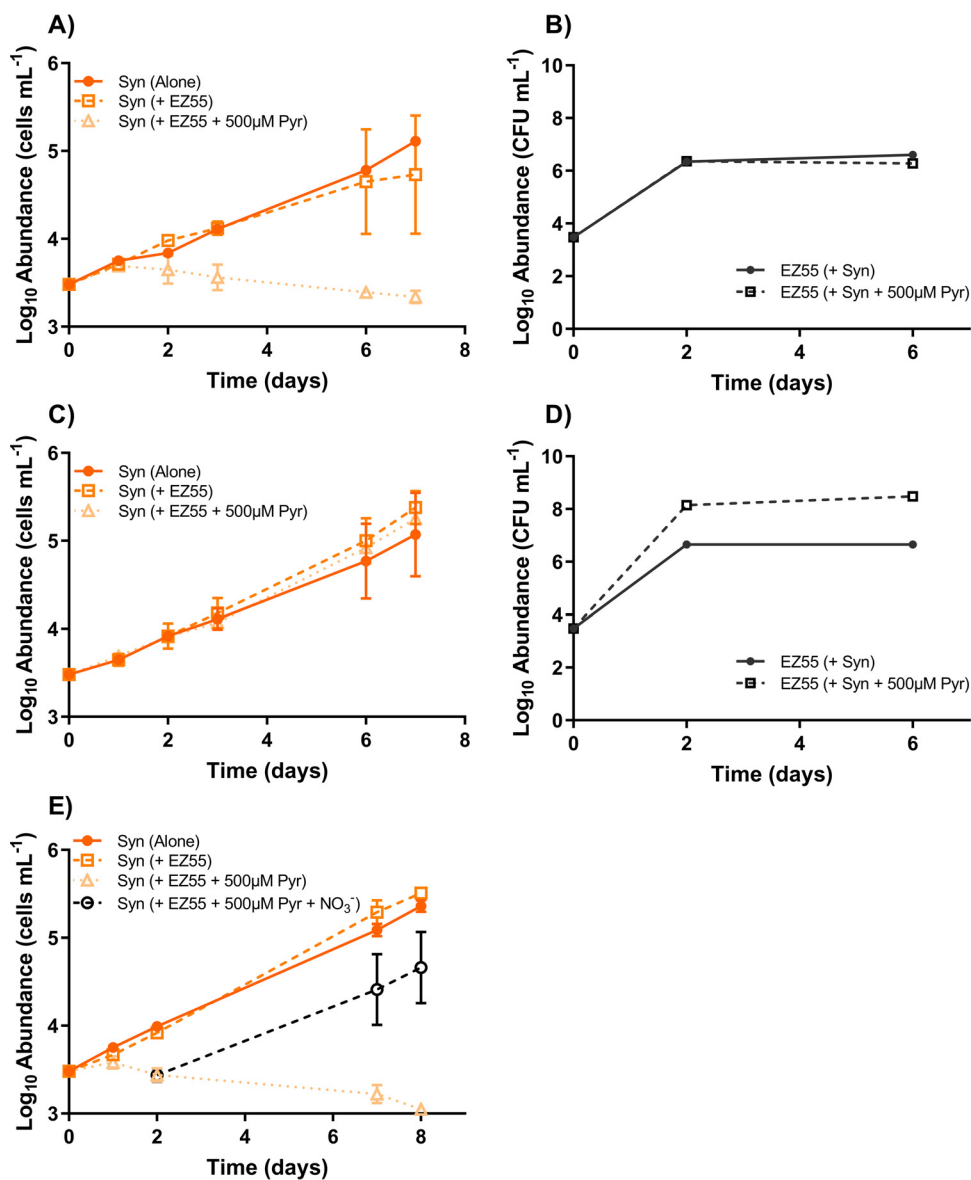 A)
Log10 Abundance (cells mL-1)
6
5
4
3
Syn (Alone)
Syn (+ EZ55)
Syn (+ EZ55 + 500µM Pyr)
0 2 4 6 8
Time (days)
B)
Log10 Abundance (CFU mL-1)
10
8
6
4
2
0
EZ55 (+ Syn)
EZ55 (+ Syn + 500µM Pyr)
0 2 4 6
Time (days)
C)
Log10 Abundance (cells mL-1)
6
5
4
3
Syn (Alone)
Syn (+ EZ55)
Syn (+ EZ55 + 500µM Pyr)
0 2 4 6 8
Time (days)
D)
Log10 Abundance (CFU mL-1)
10
8
6
4
2
0
EZ55 (+ Syn)
EZ55 (+ Syn + 500µM Pyr)
0 2 4 6
Time (days)
E)
Log10 Abundance (cells mL-1)
6
5
4
3
Syn (Alone)
Syn (+ EZ55)
Syn (+ EZ55 + 500µM Pyr)
Syn (+ EZ55 + 500µM Pyr + NO3-)
0 2 4 6 8
Time (days)